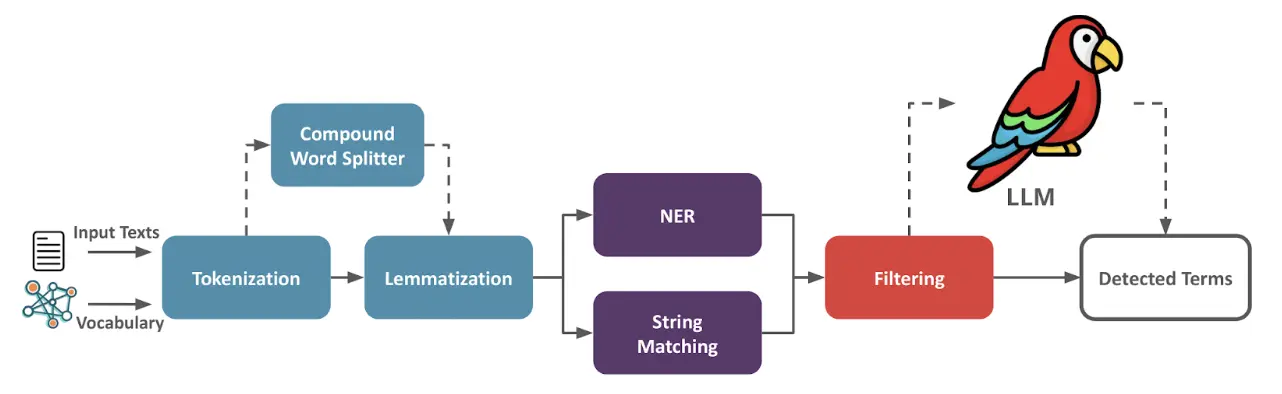 Input Texts
Vocabulary
Tokenization
Compound
Word Splitter
Lemmatization
NER
String
Matching
Filtering
LLM
Detected Terms